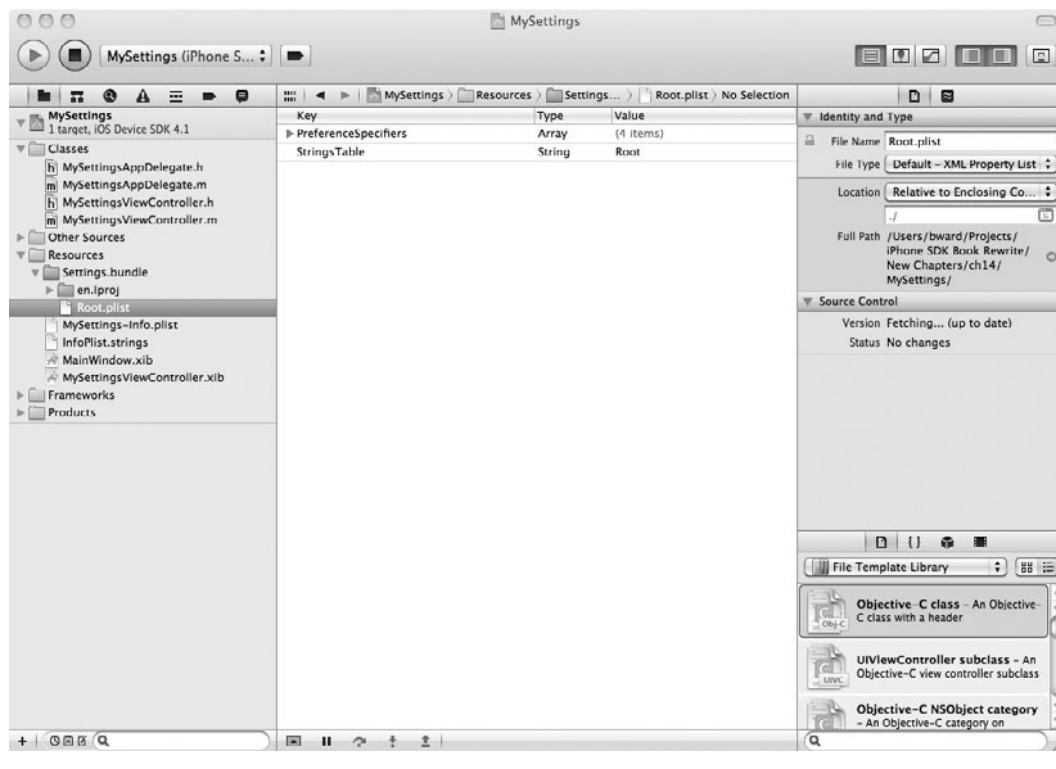 MySettings
MySettings (iPhone S...
MySettings
1 target, iOS Device SDK 4.1
Classes
h MySettingsAppDelegate.h
m MySettingsAppDelegate.m
h MySettingsViewController.h
m MySettingsViewController.m
Other Sources
Resources
Settings.bundle
en.lproj
Root.plist
MySettings-Info.plist
InfoPlist.strings
MainWindow.xib
MySettingsViewController.xib
Frameworks
Products
MySettings Resources Settings... Root.plist No Selection
Key Type Value
PreferenceSpecifiers Array (4 items)
StringsTable String Root
Identity and Type
File Name Root.plist
File Type Default – XML Property List
Location Relative to Enclosing Co...
./
Full Path /Users/bward/Projects/
iPhone SDK Book Rewrite/
New Chapters/ch14/
MySettings/
Source Control
Version Fetching... (up to date)
Status No changes
{}
File Template Library
Obj-C
Objective-C class – An Objective-
C class with a header
UIVC
UIViewController subclass – An
Objective-C view controller subclass
Objective-C NSObject category
– An Objective-C category on